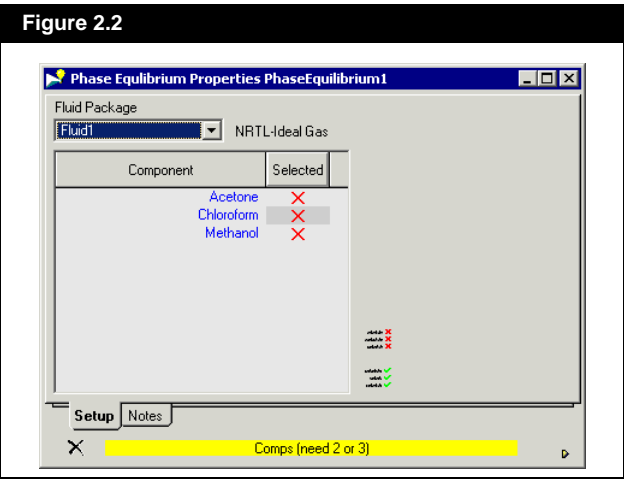 Figure 2.2
Phase Equlibrium Properties PhaseEquilibrium1
Fluid Package
Fluid1 NRTL-Ideal Gas
Component Selected
Acetone
Chloroform
Methanol
Setup Notes
Comps (need 2 or 3)